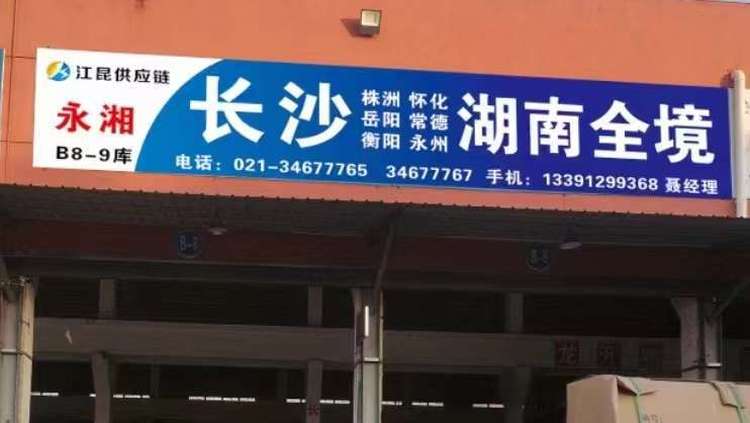 江昆供应链
永湘
B8-9库
长沙
株洲 怀化
岳阳 常德
衡阳 永州
湖南全境
电话：021-34677765 34677767 手机：13391299368 聂经理
B-8